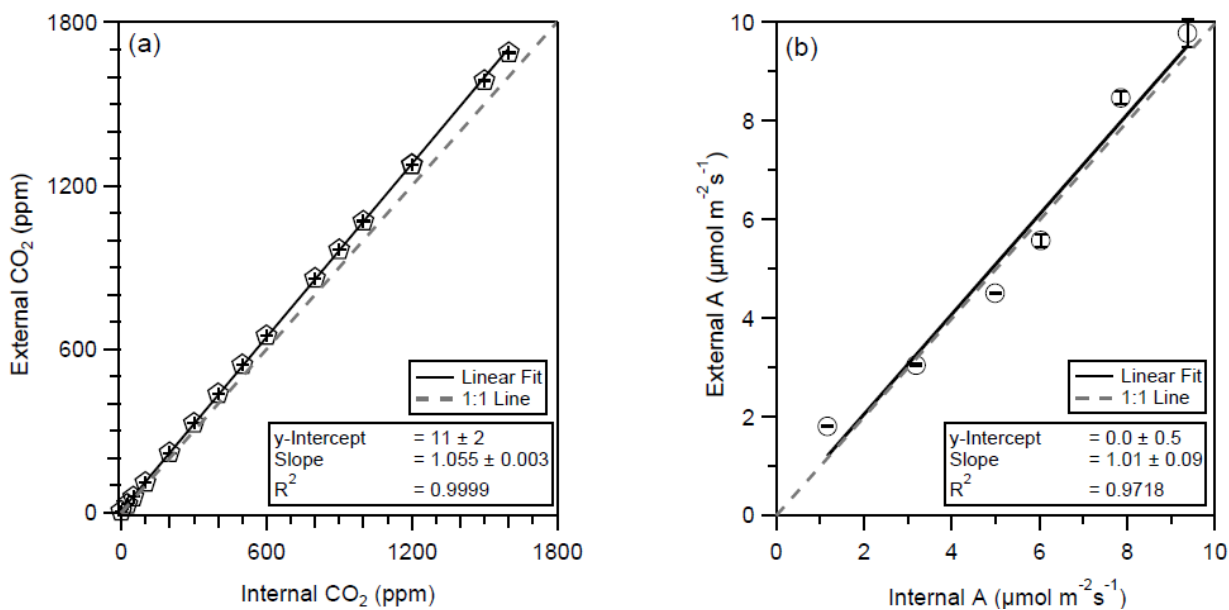 (a)
1800
1200
600
0
External CO2 (ppm)
Linear Fit
1:1 Line
y-Intercept = 11 ± 2
Slope = 1.055 ± 0.003
R2 = 0.9999
0 600 1200 1800
Internal CO2 (ppm)
(b)
10
8
6
4
2
0
External A (µmol m-2 s-1)
Linear Fit
1:1 Line
y-Intercept = 0.0 ± 0.5
Slope = 1.01 ± 0.09
R2 = 0.9718
0 2 4 6 8 10
Internal A (µmol m-2s-1)